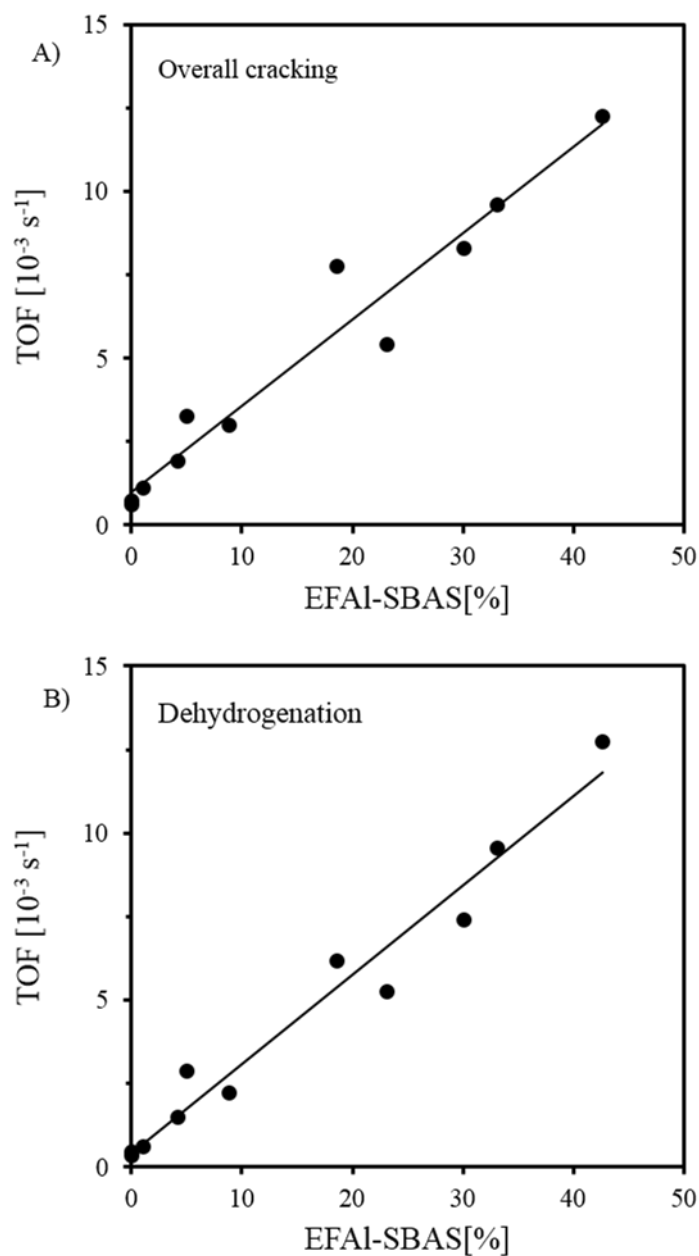 A)
Overall cracking
15
10
5
0
TOF [10⁻³ s⁻¹]
0 10 20 30 40 50
EFAl-SBAS[%]
B)
Dehydrogenation
15
10
5
0
TOF [10⁻³ s⁻¹]
0 10 20 30 40 50
EFAl-SBAS[%]